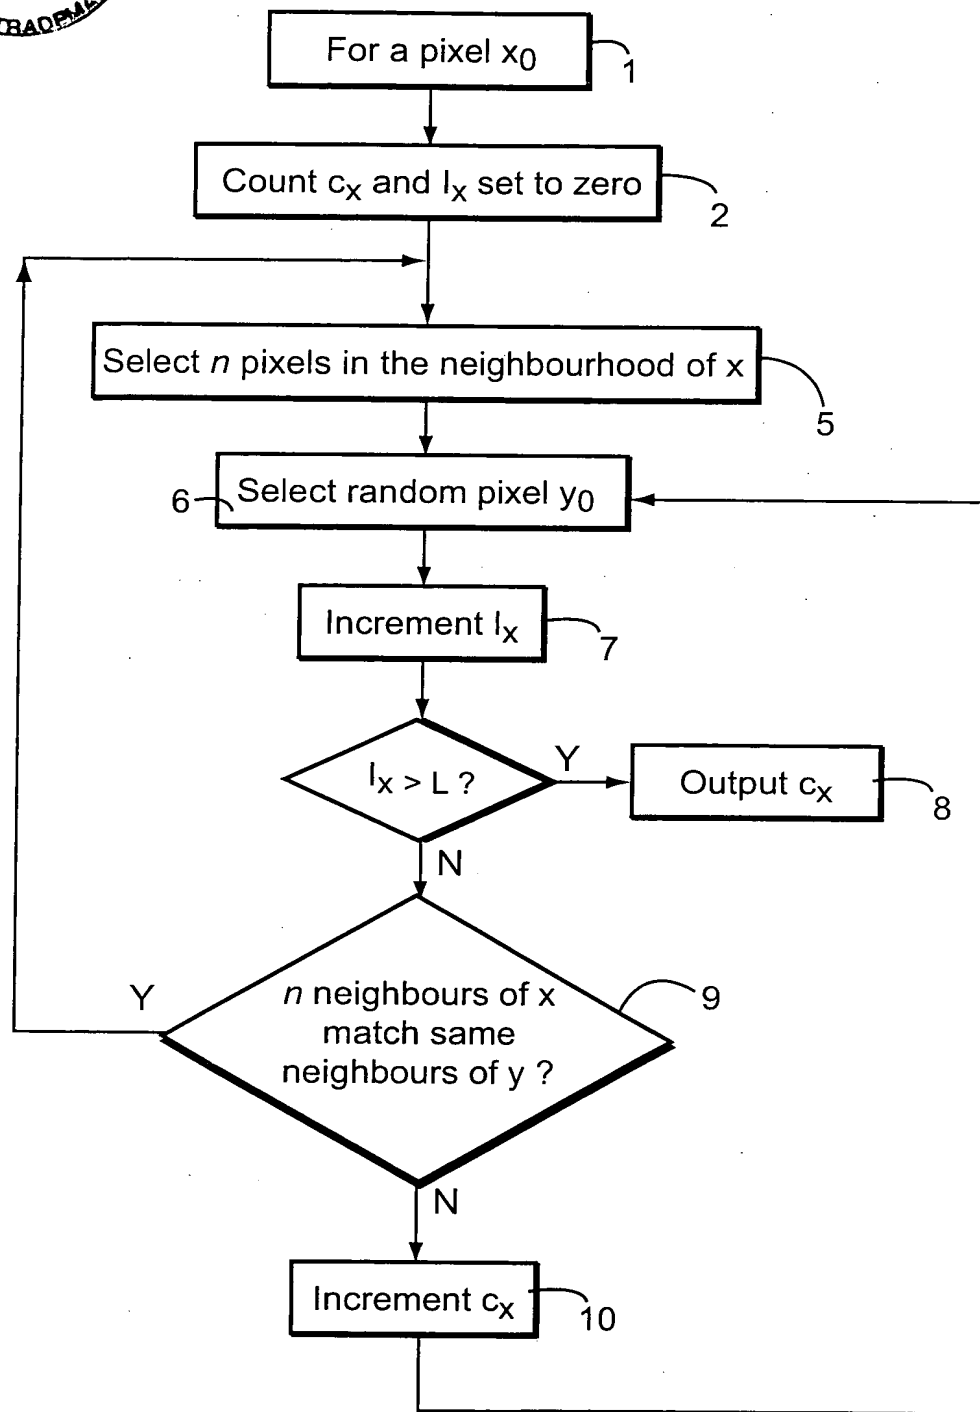 For a pixel x0
1
Count cx and Ix set to zero
2
Select n pixels in the neighbourhood of x
5
6
Select random pixel y0
Increment Ix
7
Ix > L ?
Y
Output cx
8
N
n neighbours of x
match same
neighbours of y ?
9
Y
N
Increment cx
10